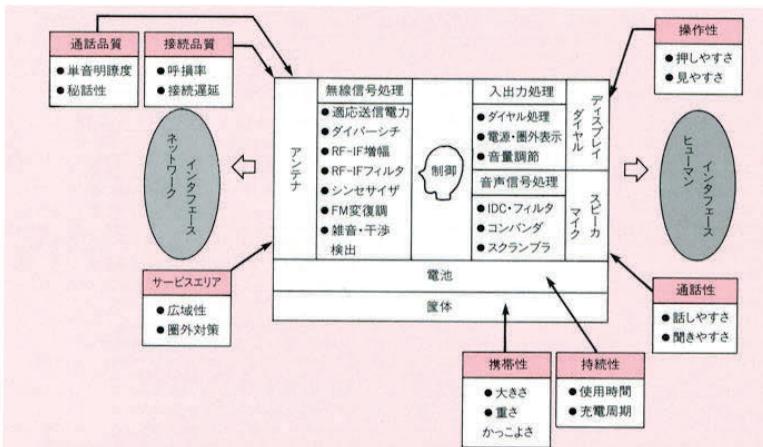 通話品質
●単音明瞭度
●秘話性
接続品質
●呼損率
●接続遅延
操作性
●押しやすさ
●見やすさ
ネットワーク
インタフェース
アンテナ
無線信号処理
●適応送信電力
●ダイバーシチ
●RF-IF増幅
●RF-IFフィルタ
●シンセサイザ
●FM変復調
●雑音・干渉
検出
制御
入出力処理
●ダイヤル処理
●電源・圏外表示
●音量調節
音声信号処理
●IDC・フィルタ
●コンパンダ
●スクランブラ
ディスプレイ
ダイヤル
スピーカ
マイク
ヒューマン
インタフェース
電池
筐体
サービスエリア
●広域性
●圏外対策
通話性
●話しやすさ
●聞きやすさ
携帯性
●大きさ
●重さ
かっこよさ
持続性
●使用時間
●充電周期